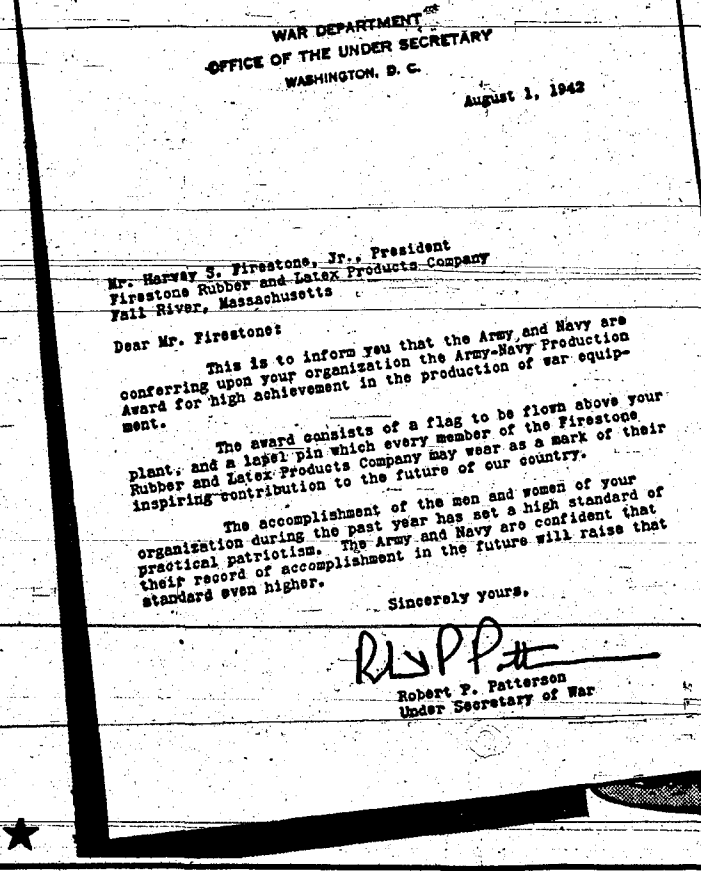 WAR DEPARTMENT
OFFICE OF THE UNDER SECRETARY
WASHINGTON, D. C.
August 1, 1942
Mr. Harvey S. Firestone, Jr., President
Firestone Rubber and Latex Products Company
Fall River, Massachusetts
Dear Mr. Firestone:
This is to inform you that the Army and Navy are
conferring upon your organization the Army-Navy Production
Award for high achievement in the production of war equip-
ment.
The award consists of a flag to be flown above your
plant, and a lapel pin which every member of the Firestone
Rubber and Latex Products Company may wear as a mark of their
inspiring contribution to the future of our country.
The accomplishment of the men and women of your
organization during the past year has set a high standard of
practical patriotism. The Army and Navy are confident that
their record of accomplishment in the future will raise that
standard even higher.
Sincerely yours,
Robert P. Patterson
Under Secretary of War